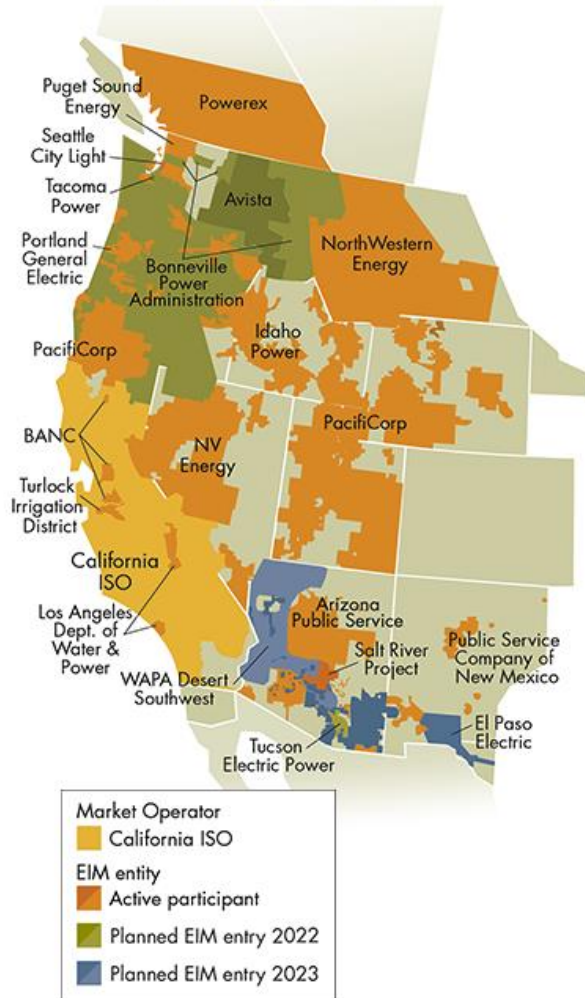 Puget Sound
Energy
Powerex
Seattle
City Light
Tacoma
Power
Avista
Portland
General
Electric
Bonneville
Power
Administration
NorthWestern
Energy
PacifiCorp
Idaho
Power
BANC
NV
Energy
PacifiCorp
Turlock
Irrigation
District
California
ISO
Los Angeles
Dept. of
Water &
Power
Arizona
Public Service
WAPA Desert
Southwest
Salt River
Project
Public Service
Company of
New Mexico
Tucson
Electric Power
El Paso
Electric
Market Operator
California ISO
EIM entity
Active participant
Planned EIM entry 2022
Planned EIM entry 2023